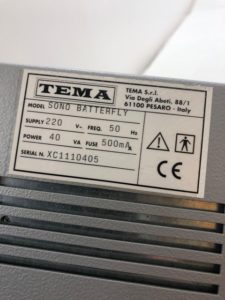 TEMA
TEMA S.r.l.
Via Degli Abeti, 88/1
61100 PESARO - Italy
MODEL SONO BATTERFLY
SUPPLY 220 V~ FREQ. 50 Hz
POWER 40 VA FUSE 500mA
SERIAL N. XC1110405
CE